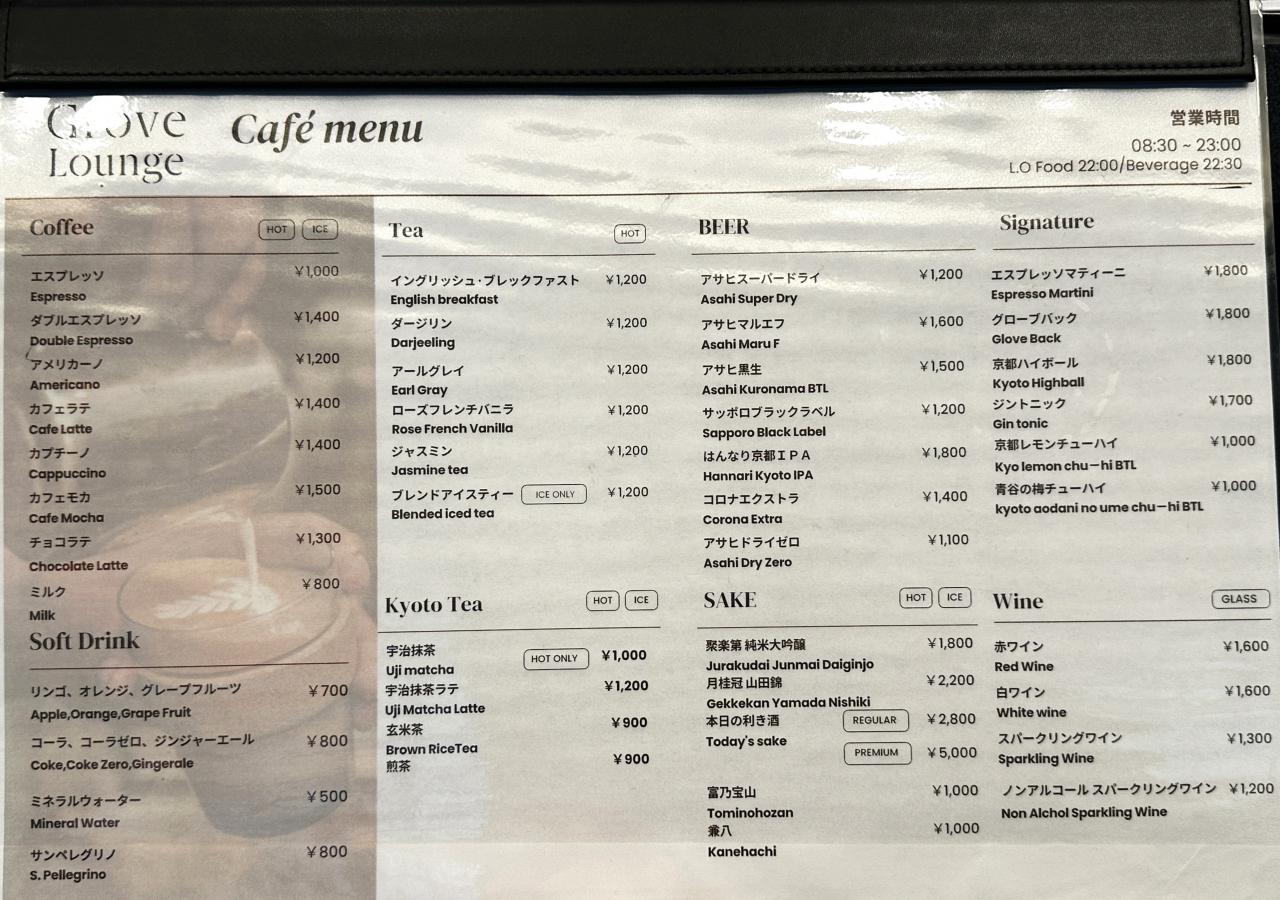 Glove
Lounge
Café menu
営業時間
08:30 ~ 23:00
L.O Food 22:00/Beverage 22:30
Coffee HOT ICE
エスプレッソ ¥1,000
Espresso
ダブルエスプレッソ ¥1,400
Double Espresso
アメリカーノ ¥1,200
Americano
カフェラテ ¥1,400
Cafe Latte
カプチーノ ¥1,400
Cappuccino
カフェモカ ¥1,500
Cafe Mocha
チョコラテ ¥1,300
Chocolate Latte
ミルク ¥800
Milk
Soft Drink
リンゴ、オレンジ、グレープフルーツ ¥700
Apple,Orange,Grape Fruit
コーラ、コーラゼロ、ジンジャーエール ¥800
Coke,Coke Zero,Gingerale
ミネラルウォーター ¥500
Mineral Water
サンペレグリノ ¥800
S. Pellegrino
Tea HOT
イングリッシュ・ブレックファスト ¥1,200
English breakfast
ダージリン ¥1,200
Darjeeling
アールグレイ ¥1,200
Earl Gray
ローズフレンチバニラ ¥1,200
Rose French Vanilla
ジャスミン ¥1,200
Jasmine tea
ブレンドアイスティー ICE ONLY ¥1,200
Blended iced tea
Kyoto Tea HOT ICE
宇治抹茶 HOT ONLY ¥1,000
Uji matcha
宇治抹茶ラテ ¥1,200
Uji Matcha Latte
玄米茶 ¥900
Brown RiceTea
煎茶 ¥900
BEER
アサヒスーパードライ ¥1,200
Asahi Super Dry
アサヒマルエフ ¥1,600
Asahi Maru F
アサヒ黒生 ¥1,500
Asahi Kuronama BTL
サッポロブラックラベル ¥1,200
Sapporo Black Label
はんなり京都ＩＰＡ ¥1,800
Hannari Kyoto IPA
コロナエクストラ ¥1,400
Corona Extra
アサヒドライゼロ ¥1,100
Asahi Dry Zero
SAKE HOT ICE
聚楽第 純米大吟醸 ¥1,800
Jurakudai Junmai Daiginjo
月桂冠 山田錦 ¥2,200
Gekkekan Yamada Nishiki
本日の利き酒 REGULAR ¥2,800
Today's sake PREMIUM ¥5,000
富乃宝山 ¥1,000
Tominohozan
兼八 ¥1,000
Kanehachi
Signature
エスプレッソマティーニ ¥1,800
Espresso Martini
グローブバック ¥1,800
Glove Back
京都ハイボール ¥1,800
Kyoto Highball
ジントニック ¥1,700
Gin tonic
京都レモンチューハイ ¥1,000
Kyo lemon chu－hi BTL
青谷の梅チューハイ ¥1,000
kyoto aodani no ume chu－hi BTL
Wine GLASS
赤ワイン ¥1,600
Red Wine
白ワイン ¥1,600
White wine
スパークリングワイン ¥1,300
Sparkling Wine
ノンアルコール スパークリングワイン ¥1,200
Non Alchol Sparkling Wine